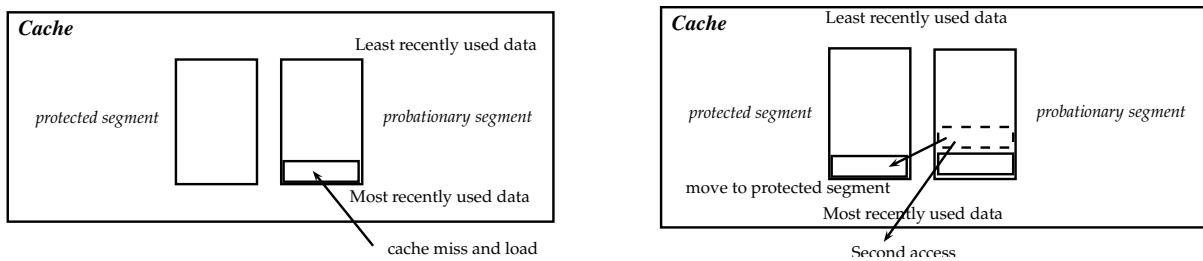 Cache
Least recently used data
protected segment
probationary segment
Most recently used data
cache miss and load
Least recently used data
Cache
protected segment
probationary segment
move to protected segment
Most recently used data
Second access